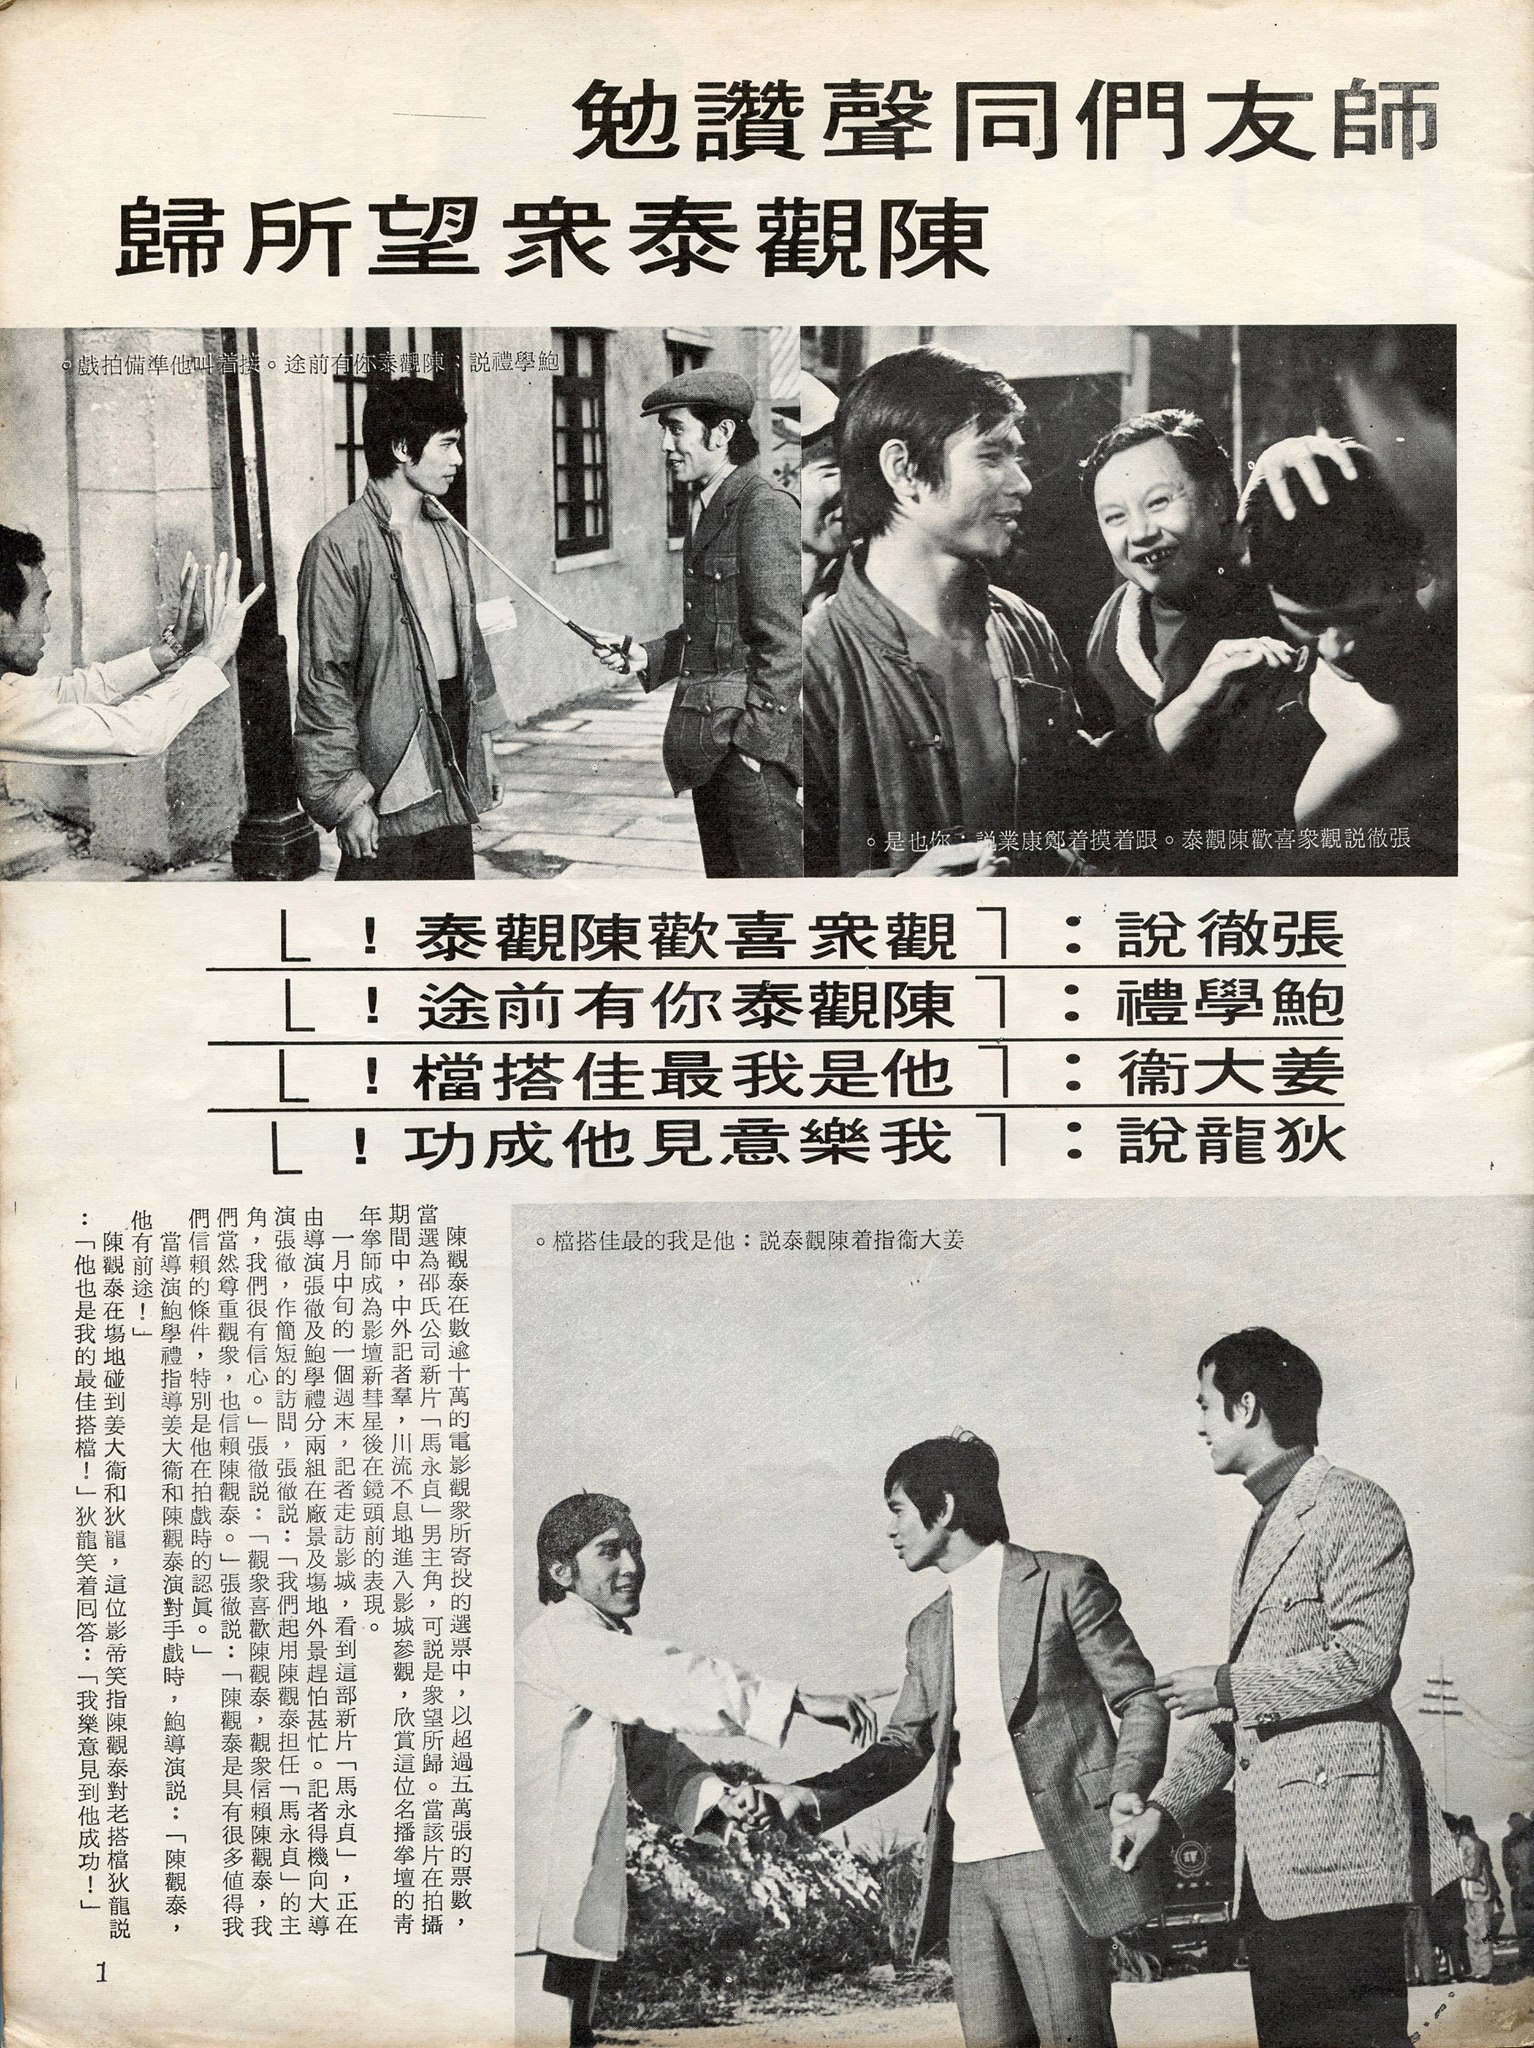 師友們同聲讚勉
陳觀泰衆望所歸
鮑學禮說：陳觀泰你有前途。接着叫他準備拍戲。
張徹說觀衆喜歡陳觀泰。跟着摸着鄭康業說：你也是。
張徹說：「觀衆喜歡陳觀泰！」
鮑學禮：「陳觀泰你有前途！」
姜大衞：「他是我最佳搭檔！」
狄龍說：「我樂意見他成功！」
姜大衞指着陳觀泰說：他是我的最佳搭檔。
陳觀泰在數逾十萬的電影觀衆所寄投的選票中，以超過五萬張的票數，
當選為邵氏公司新片「馬永貞」男主角，可説是衆望所歸。當該片在拍攝
期間中，中外記者羣，川流不息地進入影城參觀，欣賞這位名播拳壇的靑
年拳師成為影壇新彗星後在鏡頭前的表現。
一月中旬的一個週末，記者走訪影城，看到這部新片「馬永貞」，正在
由導演張徹及鮑學禮分兩組在廠景及塲地外景趕怕甚忙。記者得機向大導
演張徹，作簡短的訪問，張徹説：「我們起用陳觀泰担任「馬永貞」的主
角，我們很有信心。」張徹説：「觀衆喜歡陳觀泰，觀衆信賴陳觀泰，我
們當然尊重觀衆，也信賴陳觀泰。」張徹説：「陳觀泰是具有很多値得我
們信賴的條件，特別是他在拍戲時的認眞。」
當導演鮑學禮指導姜大衞和陳觀泰演對手戲時，鮑導演説：「陳觀泰，
他有前途！」
陳觀泰在塲地碰到姜大衞和狄龍，這位影帝笑指陳觀泰對老搭檔狄龍説
：「他也是我的最佳搭檔！」狄龍笑着回答：「我樂意見到他成功！」
1